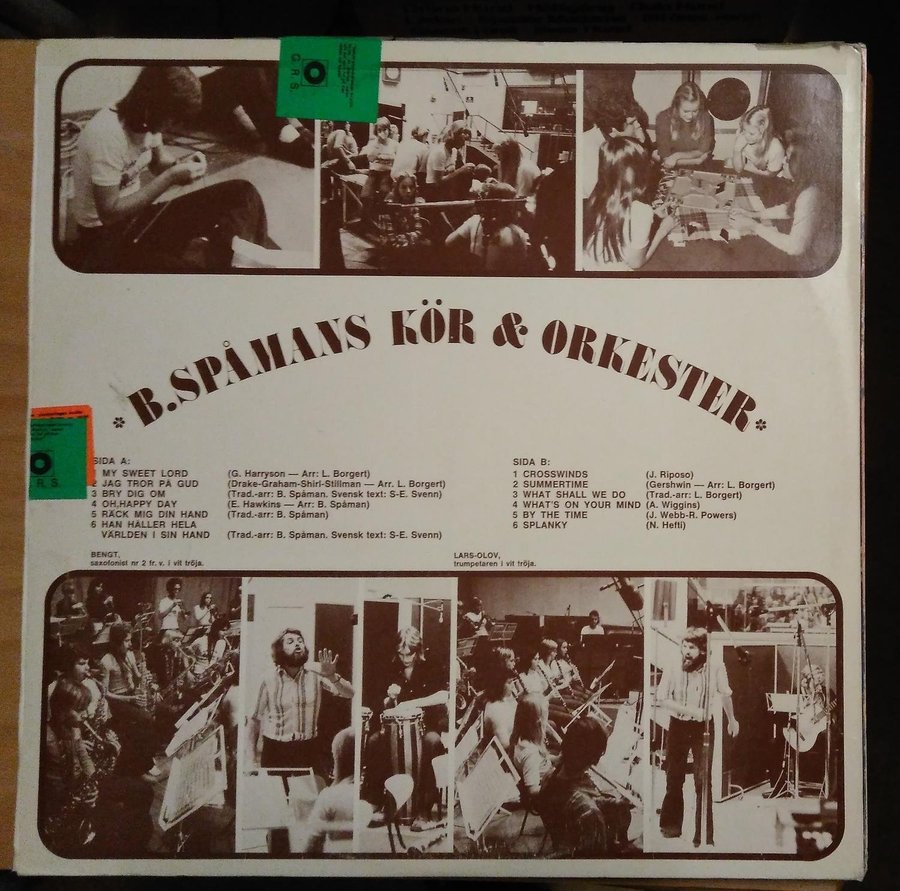 G R S
B. SPÅMANS KÖR & ORKESTER
SIDA A:
1 MY SWEET LORD (G. Harryson — Arr: L. Borgert)
2 JAG TROR PÅ GUD (Drake-Graham-Shirl-Stillman — Arr. L. Borgert)
3 BRY DIG OM (Trad.-arr: B. Spåman. Svensk text: S-E. Svenn)
4 OH,HAPPY DAY (E. Hawkins — Arr: B. Spåman)
5 RÄCK MIG DIN HAND (Trad.-arr: B. Spåman)
6 HAN HÅLLER HELA
VÄRLDEN I SIN HAND (Trad.-arr: B. Spåman. Svensk text: S-E. Svenn)
BENGT,
saxofonist nr 2 fr. v. i vit tröja.
SIDA B:
1 CROSSWINDS (J. Riposo)
2 SUMMERTIME (Gershwin — Arr: L. Borgert)
3 WHAT SHALL WE DO (Trad.-arr: L. Borgert)
4 WHAT'S ON YOUR MIND (A. Wiggins)
5 BY THE TIME (J. Webb-R. Powers)
6 SPLANKY (N. Hefti)
LARS-OLOV,
trumpetaren i vit tröja.
R S.